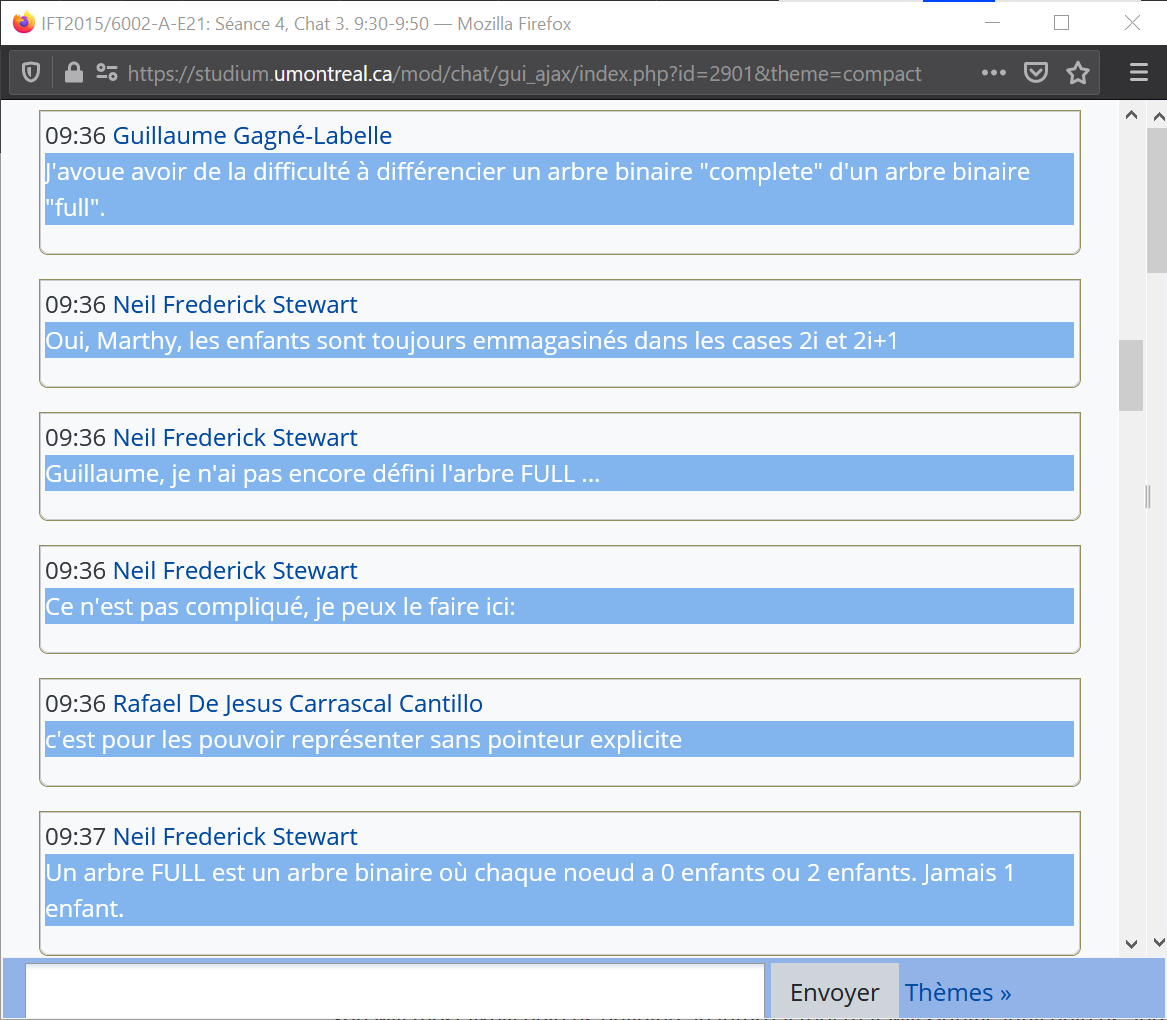 IFT2015/6002-A-E21: Séance 4, Chat 3. 9:30-9:50 — Mozilla Firefox
https://studium.umontreal.ca/mod/chat/gui_ajax/index.php?id=2901&theme=compact
09:36 Guillaume Gagné-Labelle
J'avoue avoir de la difficulté à différencier un arbre binaire "complete" d'un arbre binaire
"full".
09:36 Neil Frederick Stewart
Oui, Marthy, les enfants sont toujours emmagasinés dans les cases 2i et 2i+1
09:36 Neil Frederick Stewart
Guillaume, je n'ai pas encore défini l'arbre FULL ...
09:36 Neil Frederick Stewart
Ce n'est pas compliqué, je peux le faire ici:
09:36 Rafael De Jesus Carrascal Cantillo
c'est pour les pouvoir représenter sans pointeur explicite
09:37 Neil Frederick Stewart
Un arbre FULL est un arbre binaire où chaque noeud a 0 enfants ou 2 enfants. Jamais 1
enfant.
Envoyer Thèmes »